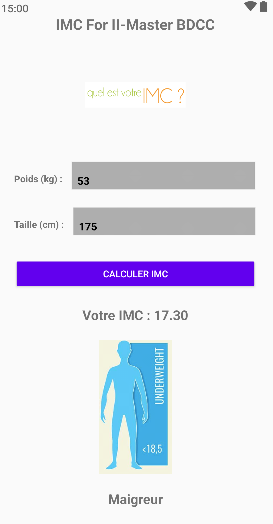 15:00
IMC For II-Master BDCC
quel est votre IMC ?
Poids (kg) : 53
Taille (cm) : 175
CALCULER IMC
Votre IMC : 17.30
UNDERWEIGHT
<18,5
Maigreur